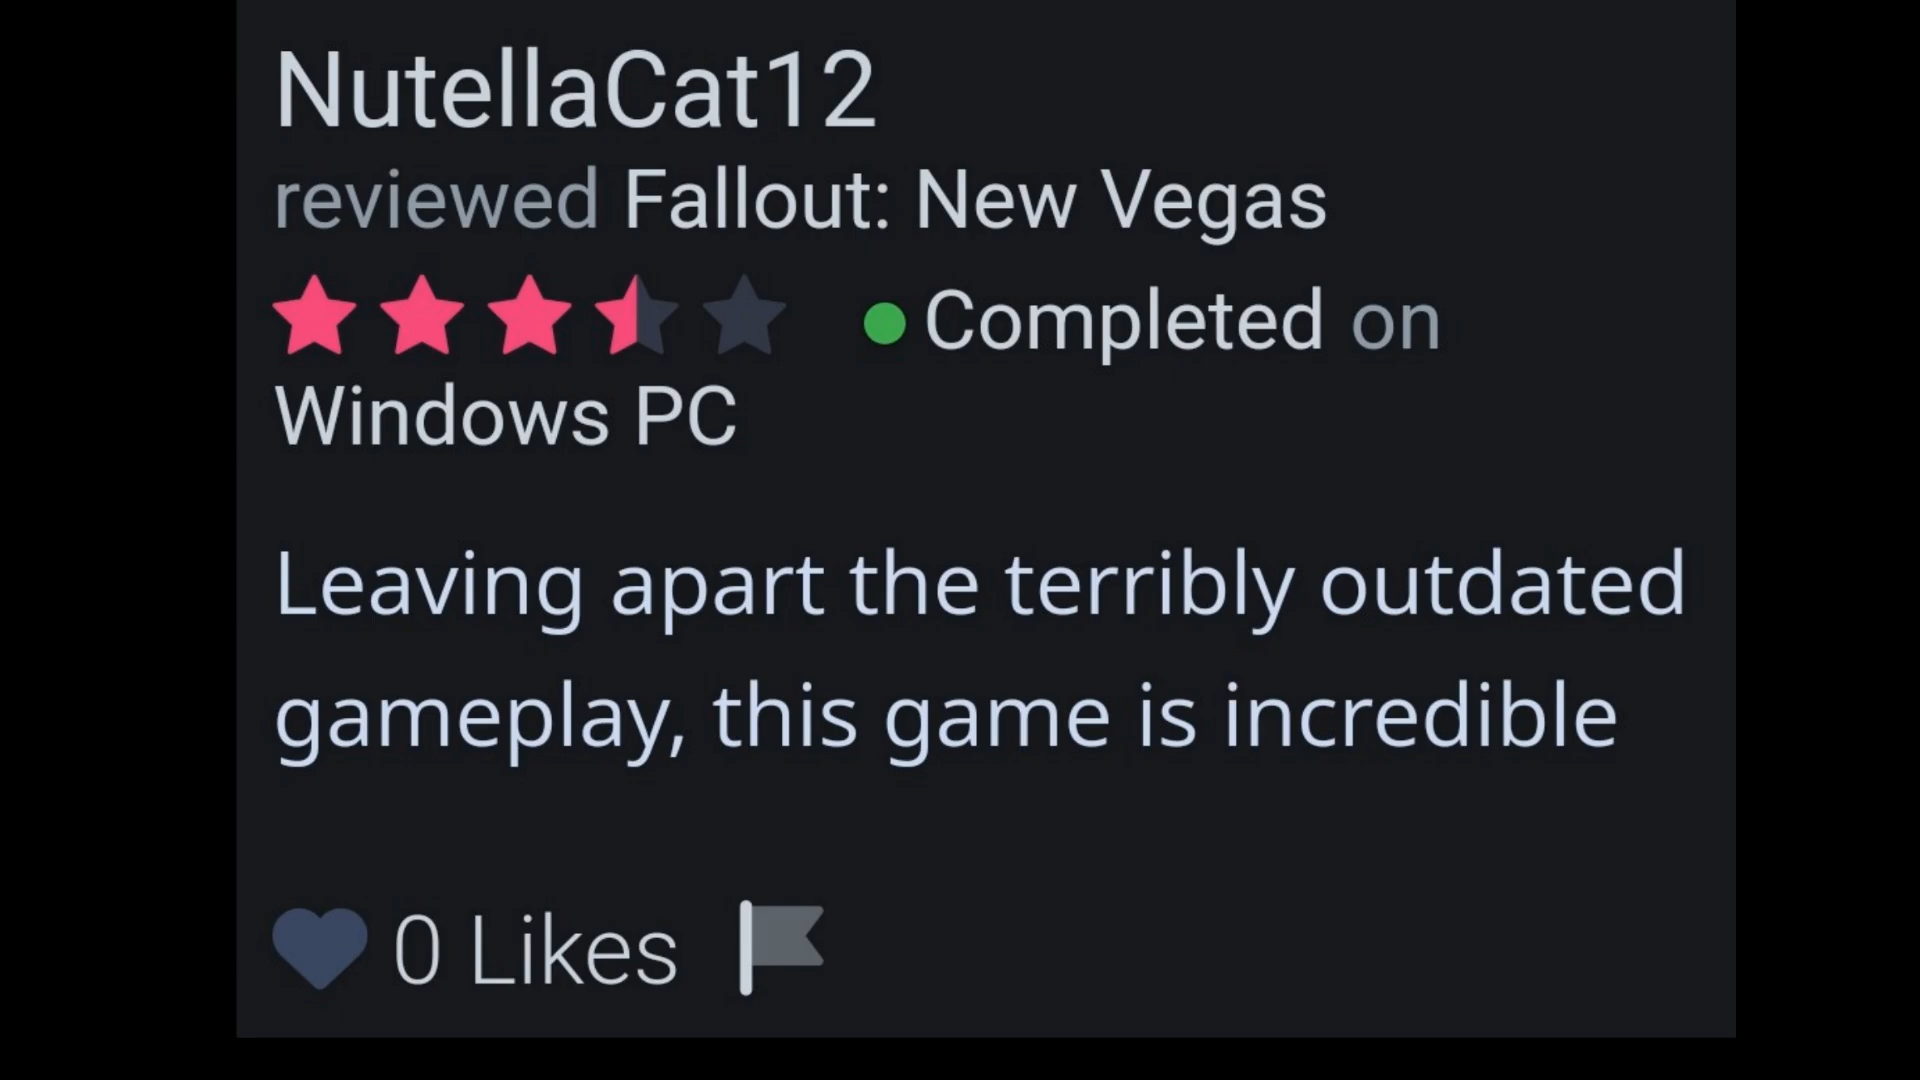 NutellaCat12
reviewed Fallout: New Vegas
Completed on
Windows PC
Leaving apart the terribly outdated
gameplay, this game is incredible
0 Likes